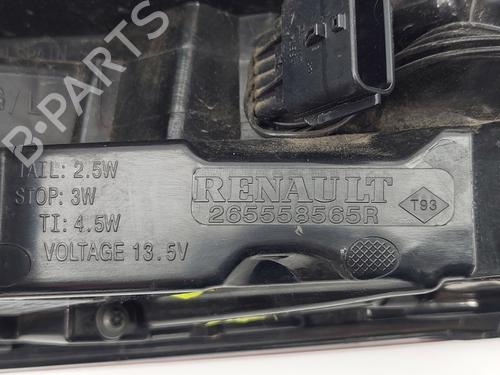 B-PARTS
TAIL: 2.5W
STOP: 3W
TI: 4.5W
VOLTAGE 13.5V
RENAULT
265558565R
T93